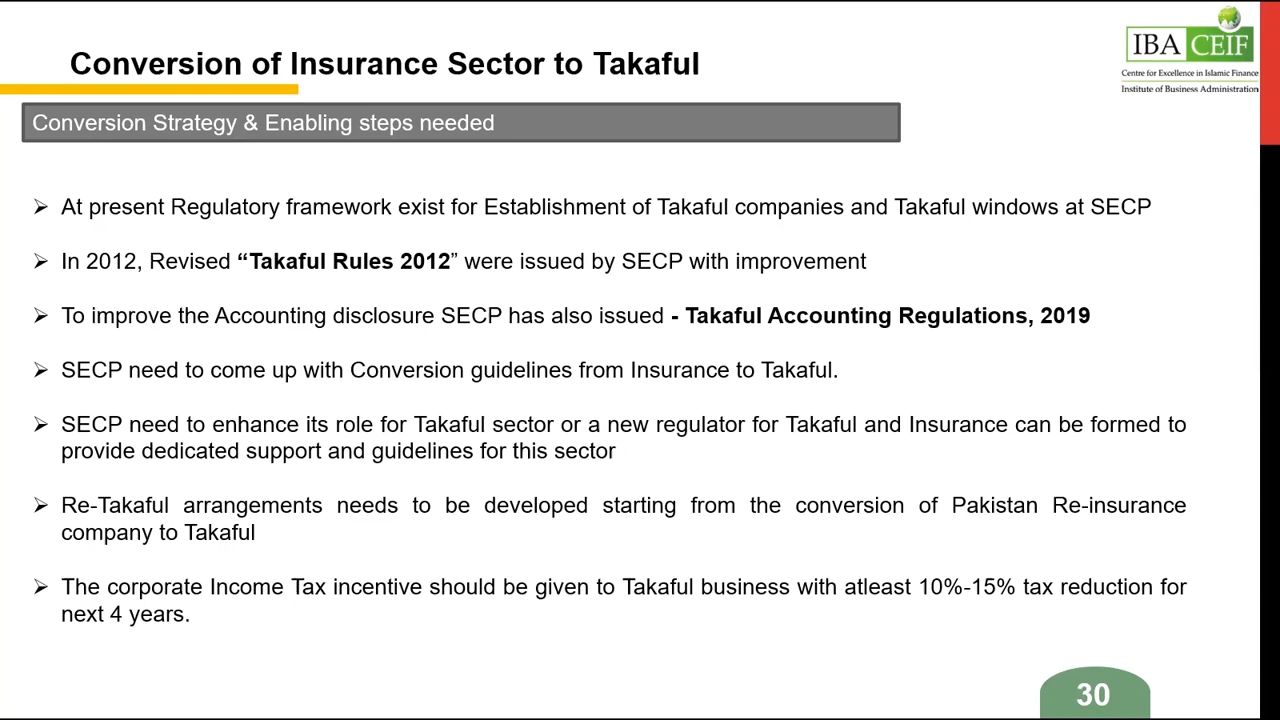 Conversion of Insurance Sector to Takaful
IBA CEIF
Centre for Excellence in Islamic Finance
Institute of Business Administration
Conversion Strategy & Enabling steps needed
➢ At present Regulatory framework exist for Establishment of Takaful companies and Takaful windows at SECP
➢ In 2012, Revised “Takaful Rules 2012” were issued by SECP with improvement
➢ To improve the Accounting disclosure SECP has also issued - Takaful Accounting Regulations, 2019
➢ SECP need to come up with Conversion guidelines from Insurance to Takaful.
➢ SECP need to enhance its role for Takaful sector or a new regulator for Takaful and Insurance can be formed to
provide dedicated support and guidelines for this sector
➢ Re-Takaful arrangements needs to be developed starting from the conversion of Pakistan Re-insurance
company to Takaful
➢ The corporate Income Tax incentive should be given to Takaful business with atleast 10%-15% tax reduction for
next 4 years.
30